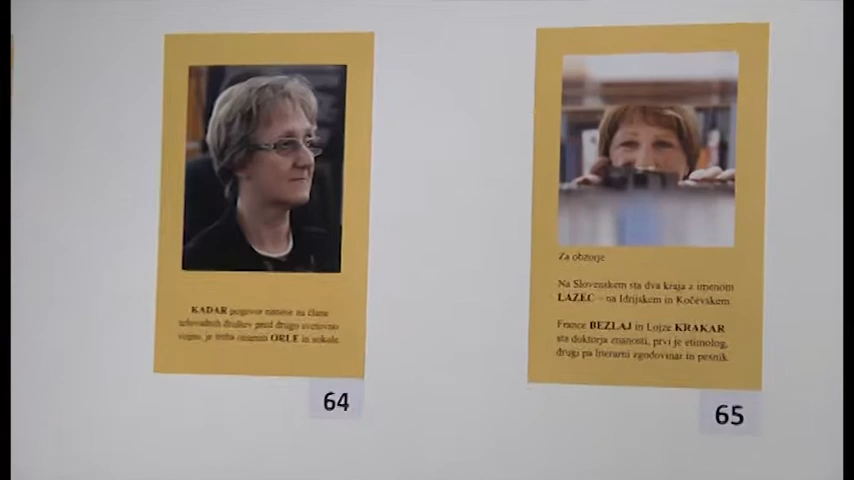 KADAR pogovor nanese na člane
telovadnih društev pred drugo svetovno
vojno, je treba omeniti ORLE in sokole
64
Za obzorje
Na Slovenskem sta dva kraja z imenom
LAZEC – na Idrijskem in Kočevskem
France BEZLAJ in Lojze KRAKAR
sta doktorja znanosti, prvi je etimolog,
drugi pa literarni zgodovinar in pesnik
65